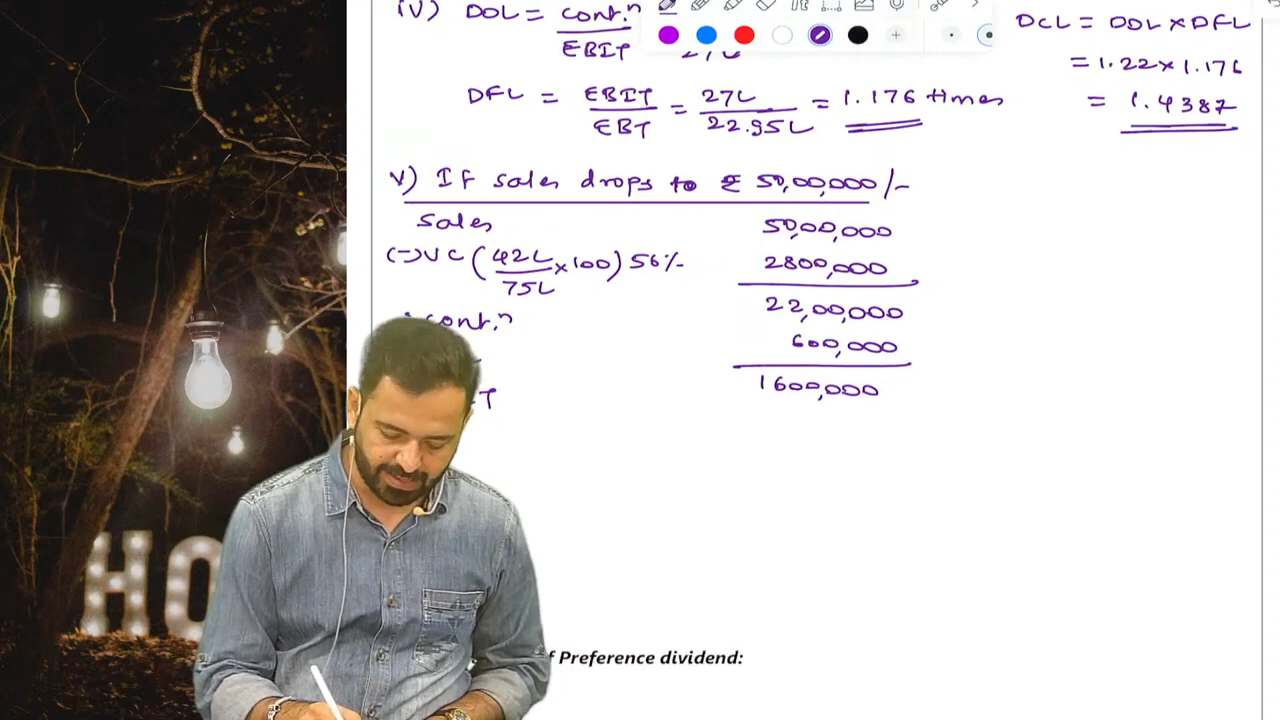 iv) DOL = Cont.n
EBIT
DFL = EBIT = 27L = 1.176 times
EBT 22.95L
DCL = DOL x DFL
= 1.22 x 1.176
= 1.4387
v) If sales drops to ₹ 50,00,000/-
Sales 50,00,000
(-) VC (42L x 100) 56% 2800,000
75L
Cont.n 22,00,000
600,000
T 1600,000
f Preference dividend:
HO